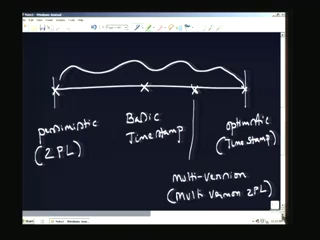 pessimistic
(2PL)
Basic
Timestamp
optimistic
(Timestamp)
multi-version
(Multi version 2PL)